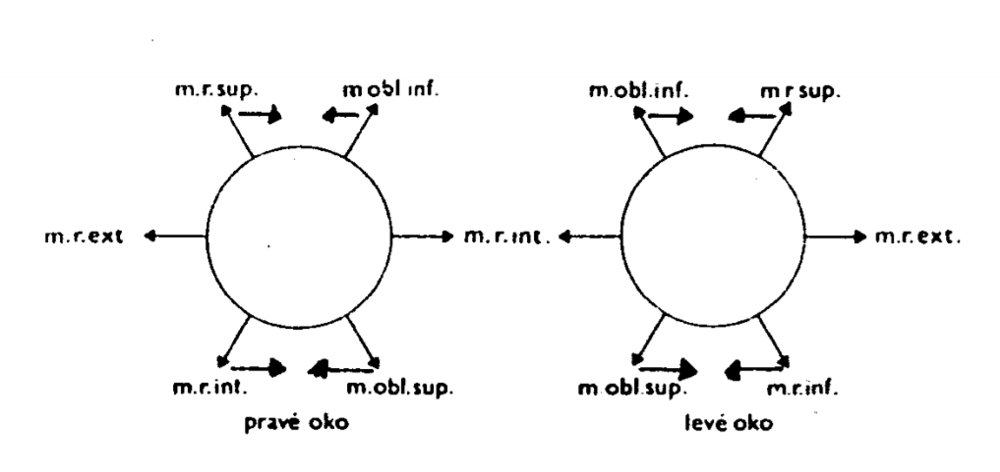 m.r.sup. m obl inf. m.obl.inf. m r sup.
m.r.ext m.r.int. m.r.ext.
m.r.int. m.obl.sup. m obl.sup. m.r.inf.
pravé oko levé oko